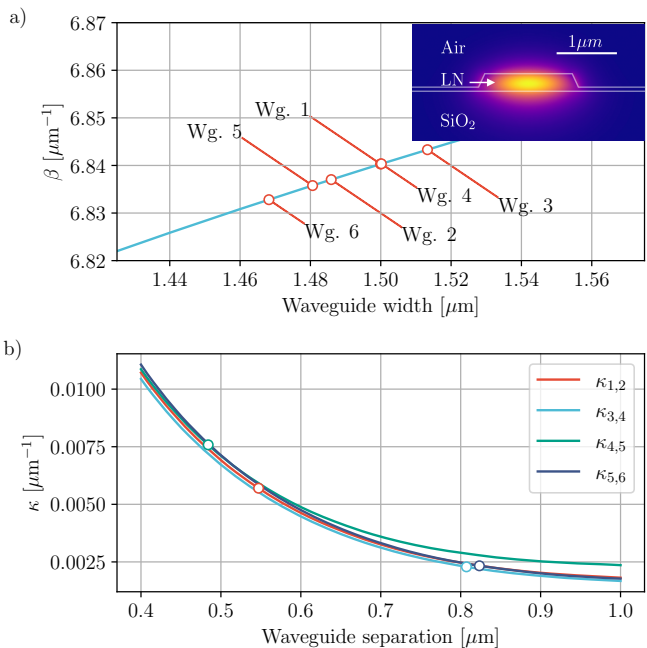 a)
6.87
6.86
6.85
6.84
6.83
6.82
β [μm⁻¹]
Air
1μm
LN
SiO₂
Wg. 1
Wg. 5
Wg. 4
Wg. 3
Wg. 2
Wg. 6
1.44 1.46 1.48 1.50 1.52 1.54 1.56
Waveguide width [μm]
b)
0.0100
0.0075
0.0050
0.0025
κ [μm⁻¹]
κ₁,₂
κ₃,₄
κ₄,₅
κ₅,₆
0.4 0.5 0.6 0.7 0.8 0.9 1.0
Waveguide separation [μm]